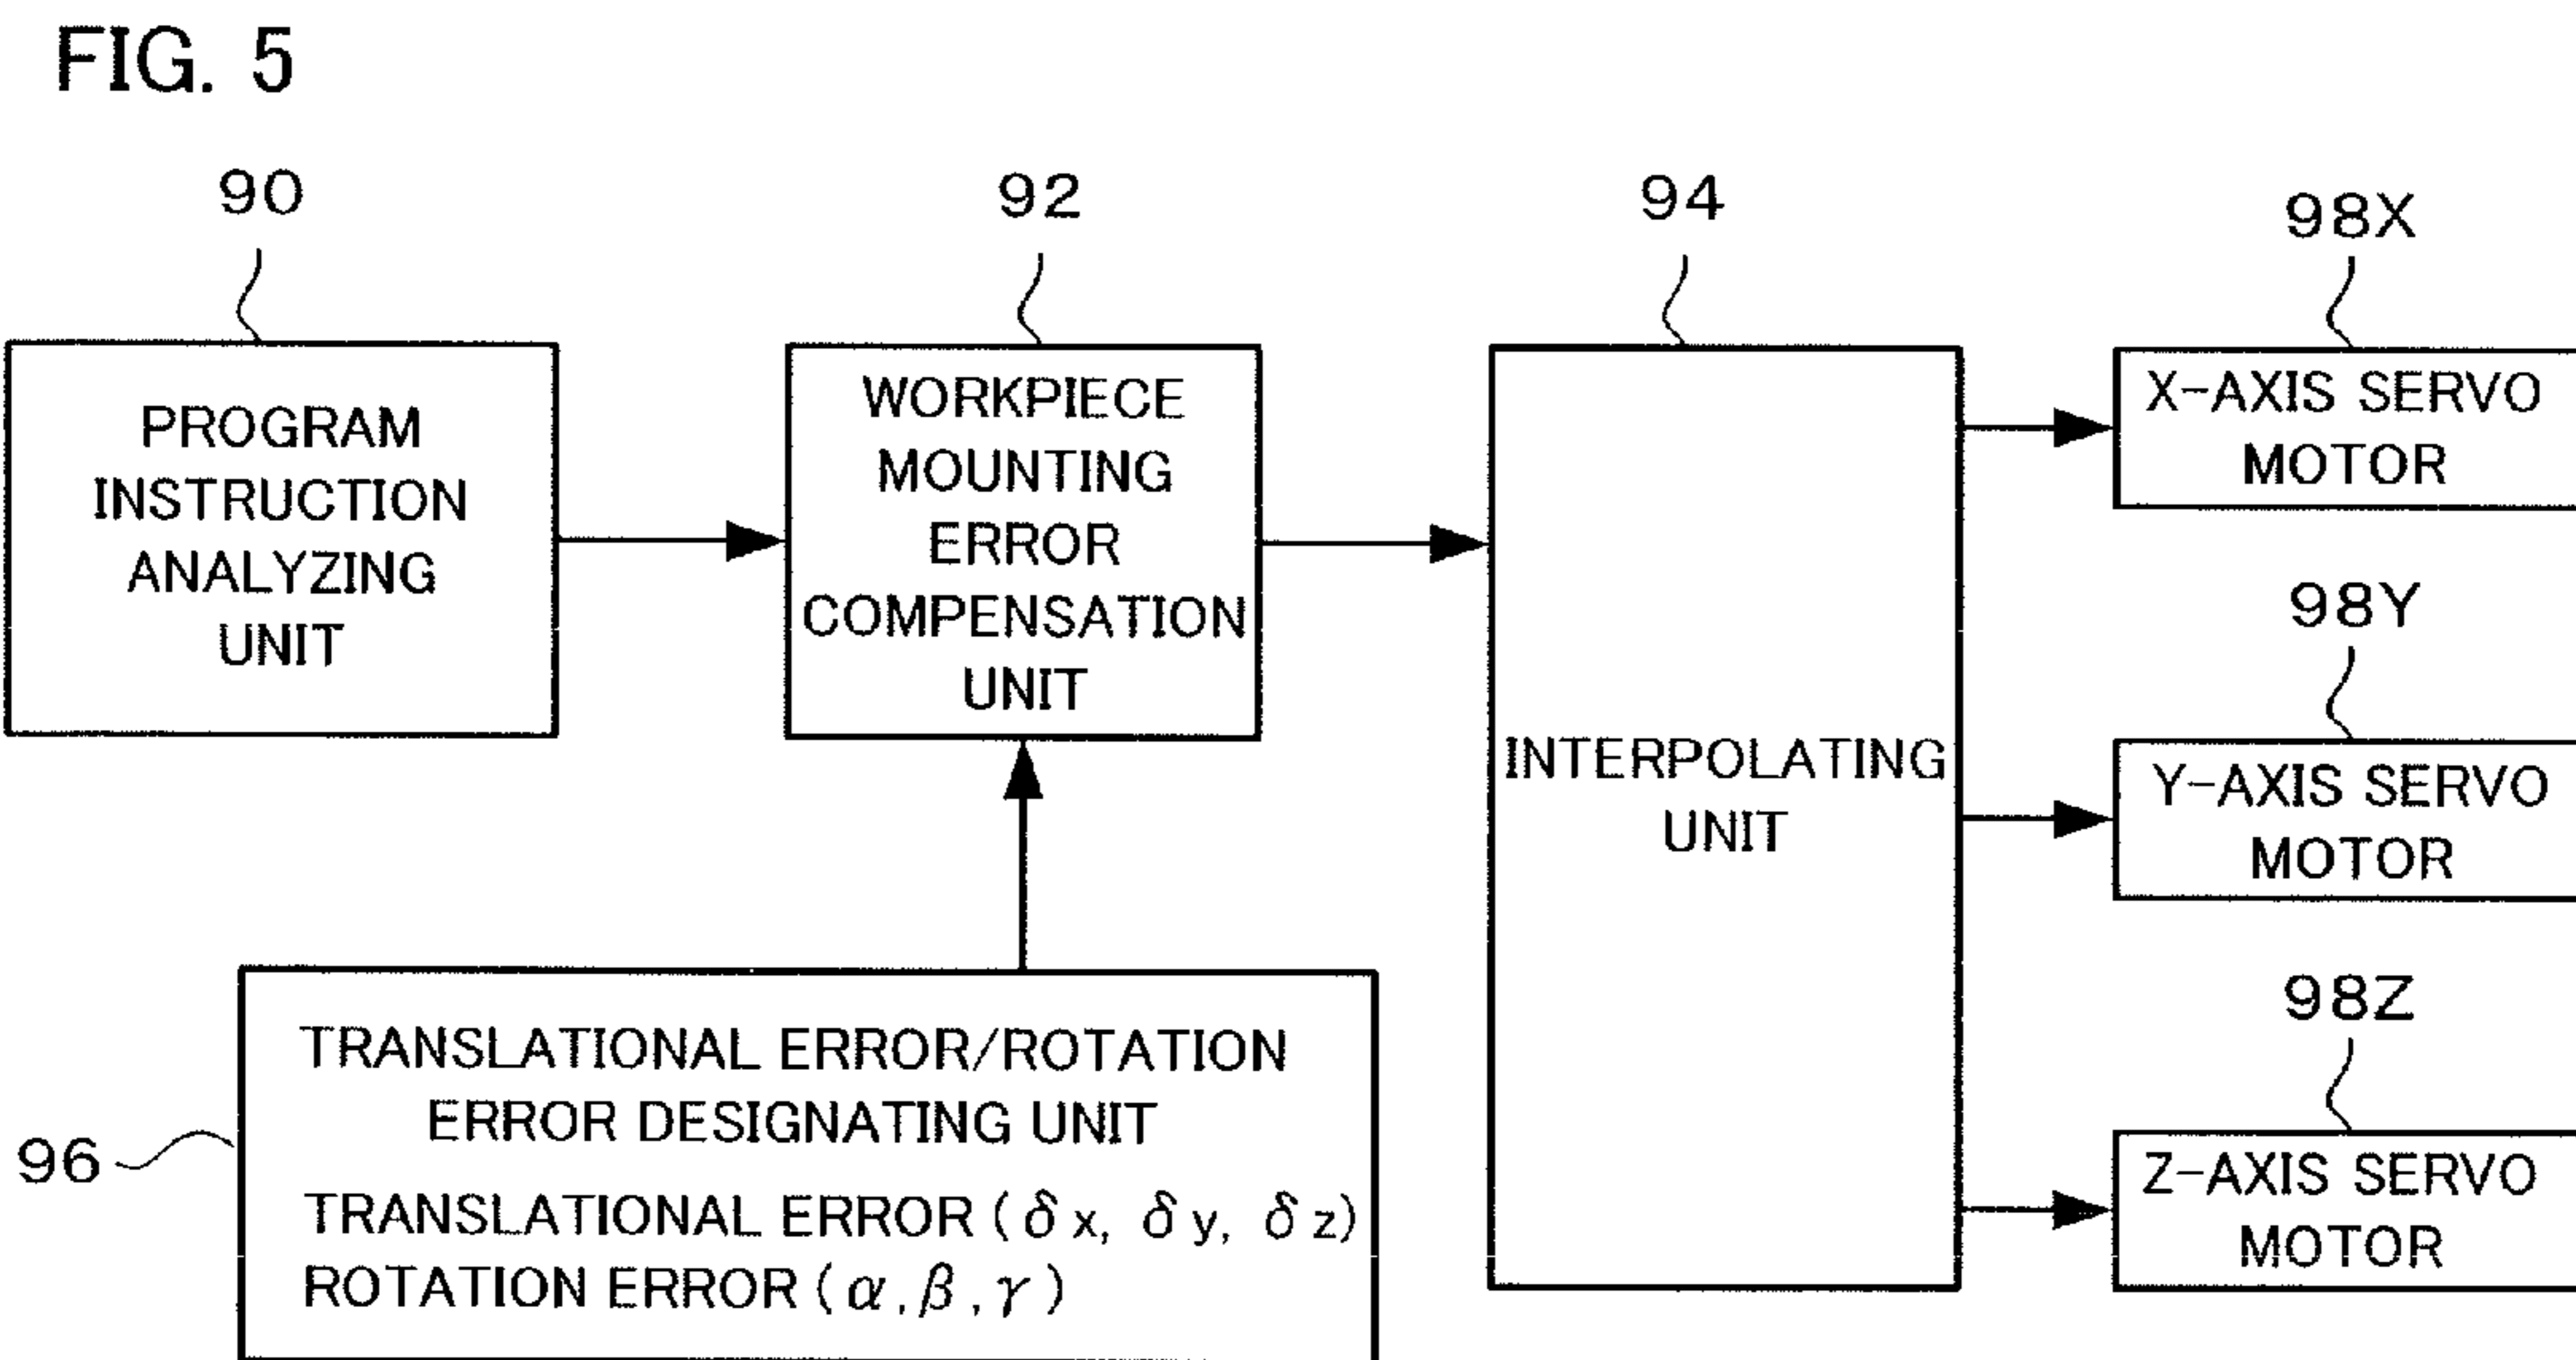 FIG. 5
90
92
94
98X
PROGRAM
INSTRUCTION
ANALYZING
UNIT
WORKPIECE
MOUNTING
ERROR
COMPENSATION
UNIT
INTERPOLATING
UNIT
X-AXIS SERVO
MOTOR
98Y
Y-AXIS SERVO
MOTOR
98Z
Z-AXIS SERVO
MOTOR
96
TRANSLATIONAL ERROR/ROTATION
ERROR DESIGNATING UNIT
TRANSLATIONAL ERROR (δx, δy, δz)
ROTATION ERROR (α,β,γ)